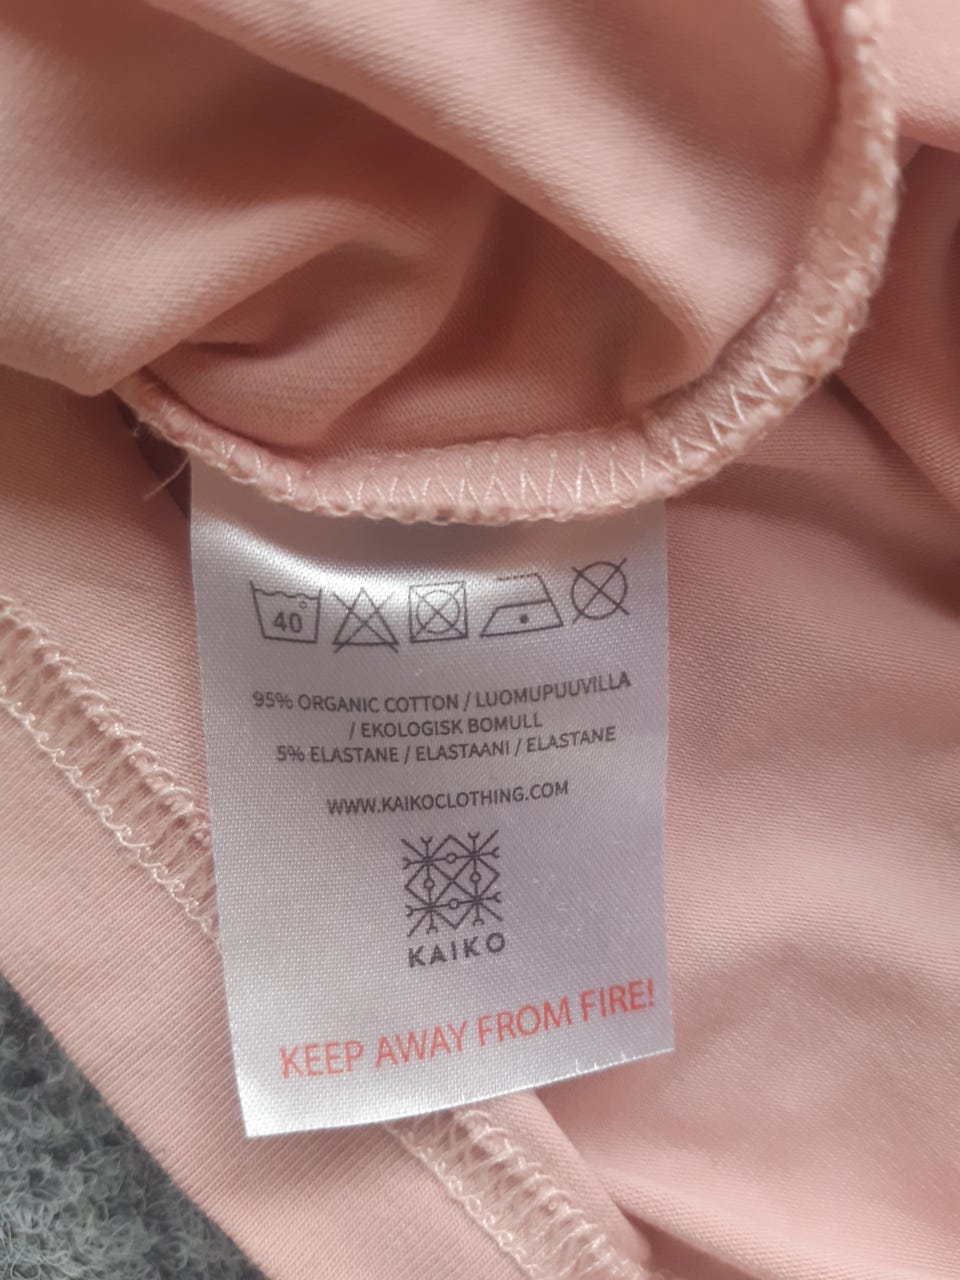 40°
95% ORGANIC COTTON / LUOMUPUUVILLA
/ EKOLOGISK BOMULL
5% ELASTANE / ELASTAANI / ELASTANE
WWW.KAIKOCLOTHING.COM
KAIKO
KEEP AWAY FROM FIRE!